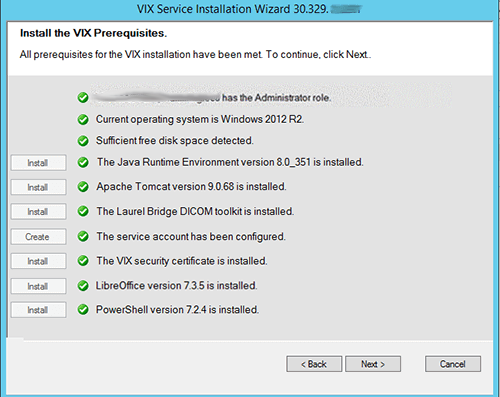 VIX Service Installation Wizard 30.329.
Install the VIX Prerequisites.
All prerequisites for the VIX installation have been met. To continue, click Next..
has the Administrator role.
Current operating system is Windows 2012 R2.
Sufficient free disk space detected.
Install The Java Runtime Environment version 8.0_351 is installed.
Install Apache Tomcat version 9.0.68 is installed.
Install The Laurel Bridge DICOM toolkit is installed.
Create The service account has been configured.
Install The VIX security certificate is installed.
Install LibreOffice version 7.3.5 is installed.
Install PowerShell version 7.2.4 is installed.
< Back Next > Cancel